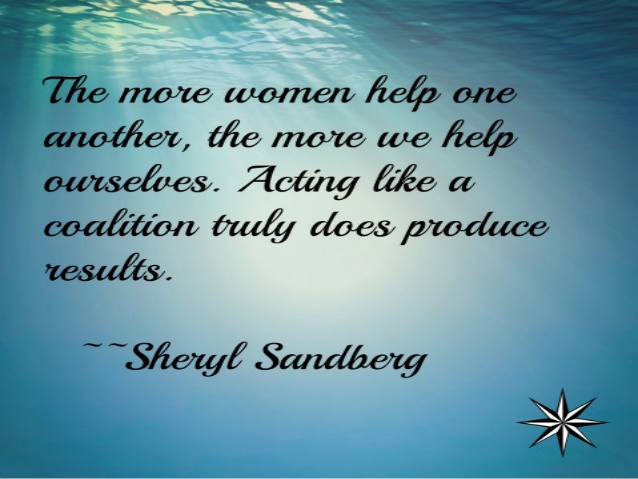 The more women help one
another, the more we help
ourselves. Acting like a
coalition truly does produce
results.
~~Sheryl Sandberg